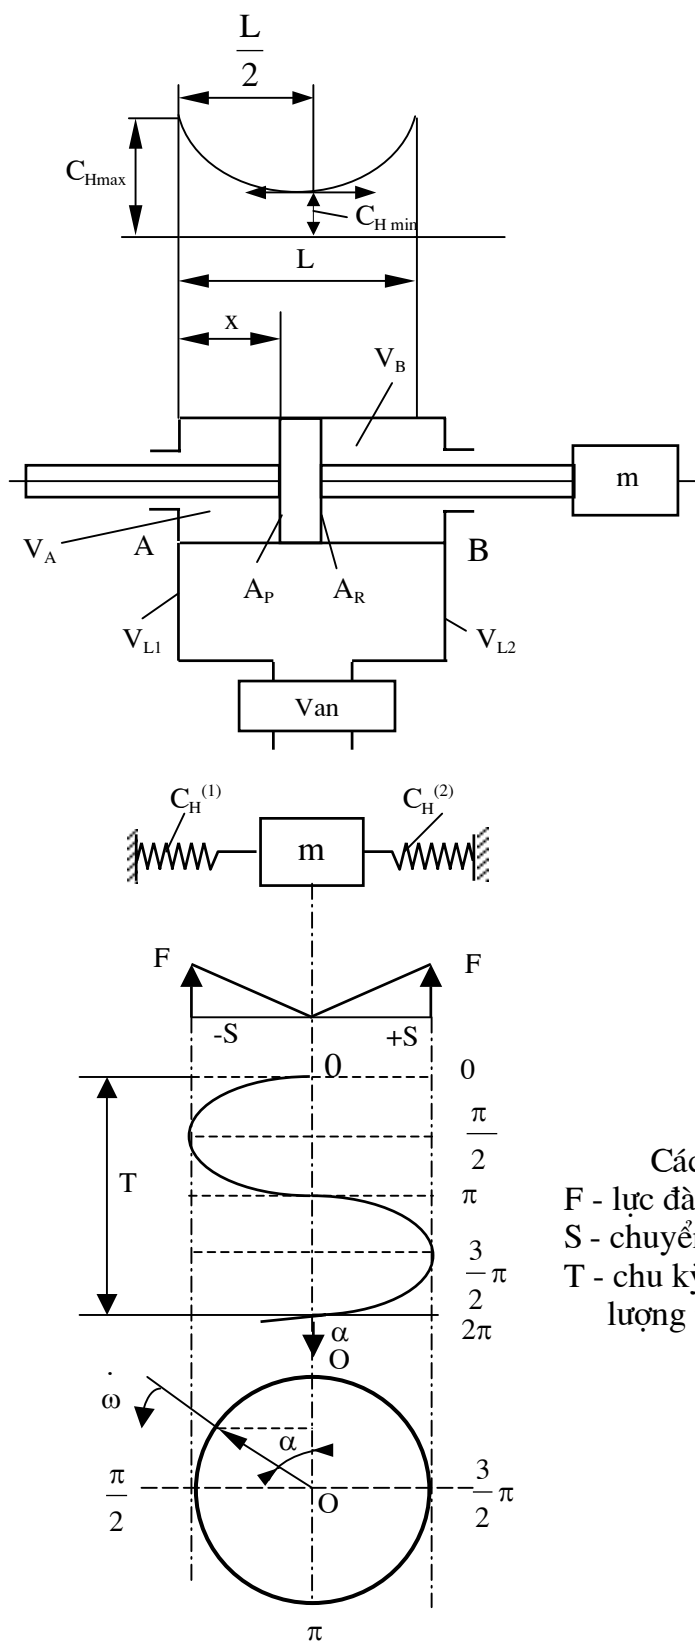 L
2
C_Hmax
C_H min
L
x
V_B
m
V_A
A
B
A_P
A_R
V_L1
V_L2
Van
C_H^(1)
C_H^(2)
m
F
F
-S
+S
0
0
π
2
T
π
3
2 π
2π
α
O
Các
F - lực đà
S - chuyể
T - chu kỳ
lượng
ω̇
α
π
2
O
3
2 π
π